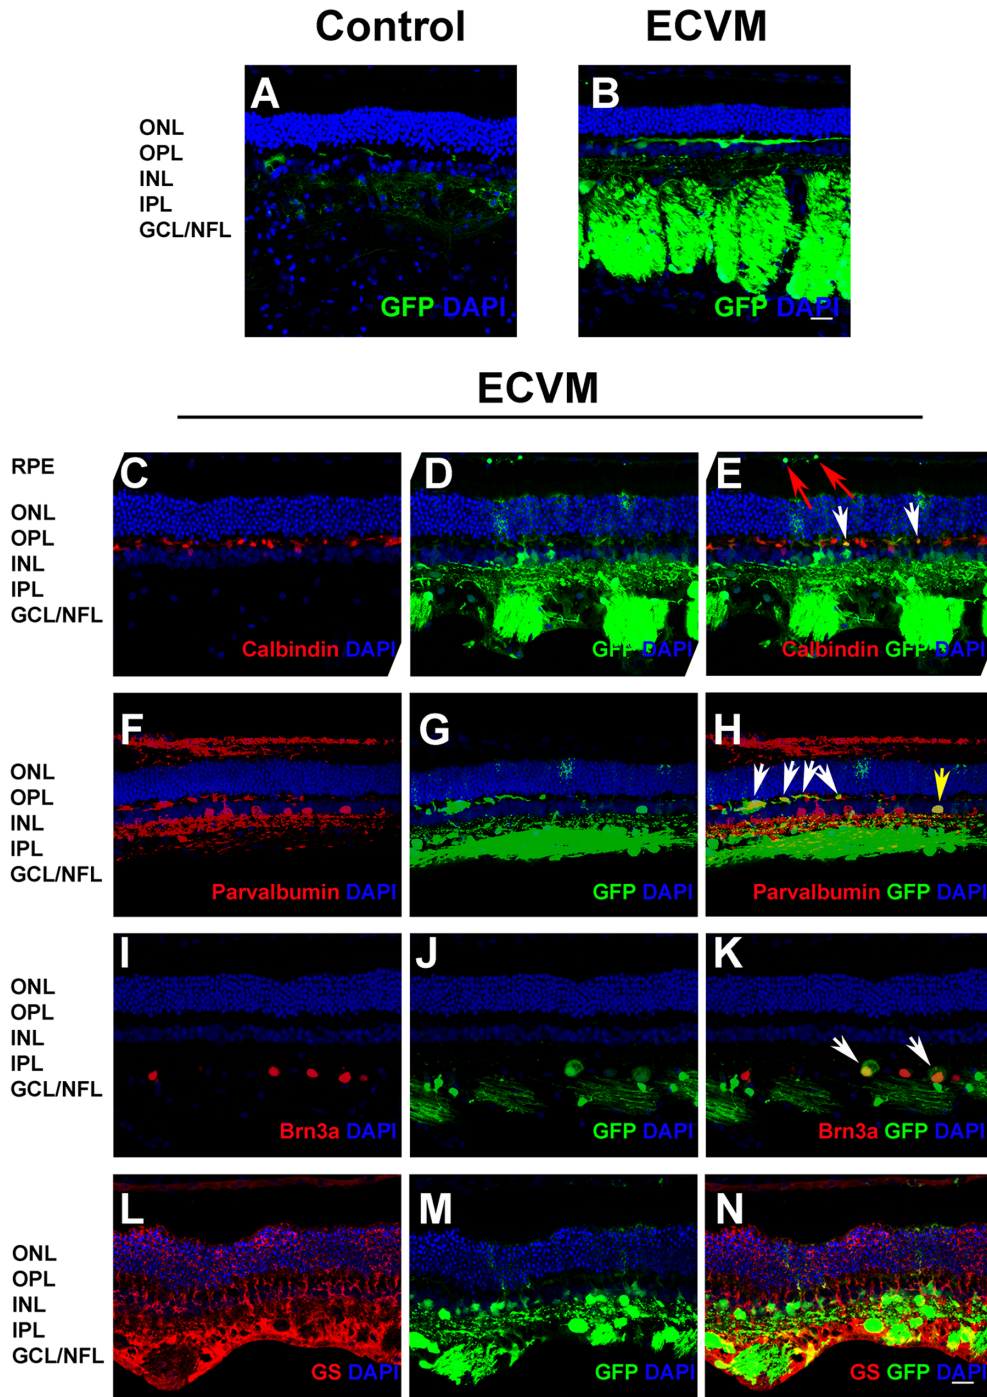 Control ECVM
A B
ONL
OPL
INL
IPL
GCL/NFL
GFP DAPI GFP DAPI
ECVM
RPE
C D E
ONL
OPL
INL
IPL
GCL/NFL
Calbindin DAPI GFP DAPI Calbindin GFP DAPI
F G H
ONL
OPL
INL
IPL
GCL/NFL
Parvalbumin DAPI GFP DAPI Parvalbumin GFP DAPI
I J K
ONL
OPL
INL
IPL
GCL/NFL
Brn3a DAPI GFP DAPI Brn3a GFP DAPI
L M N
ONL
OPL
INL
IPL
GCL/NFL
GS DAPI GFP DAPI GS GFP DAPI